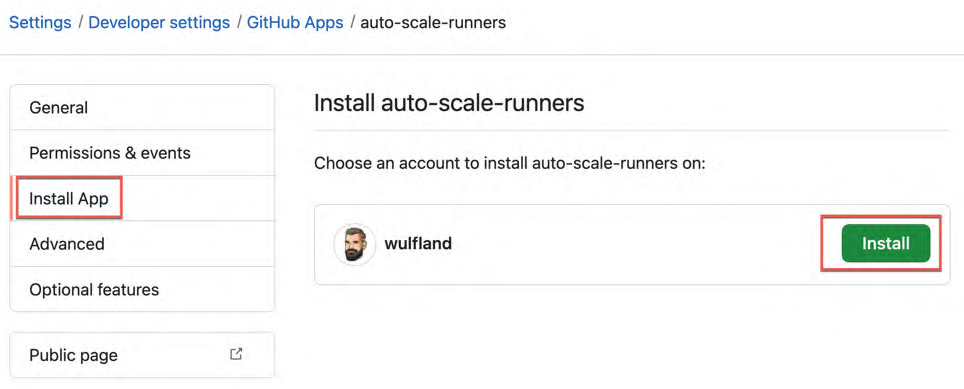 Settings / Developer settings / GitHub Apps / auto-scale-runners
General
Permissions & events
Install App
Advanced
Optional features
Public page
Install auto-scale-runners
Choose an account to install auto-scale-runners on:
wulfland
Install